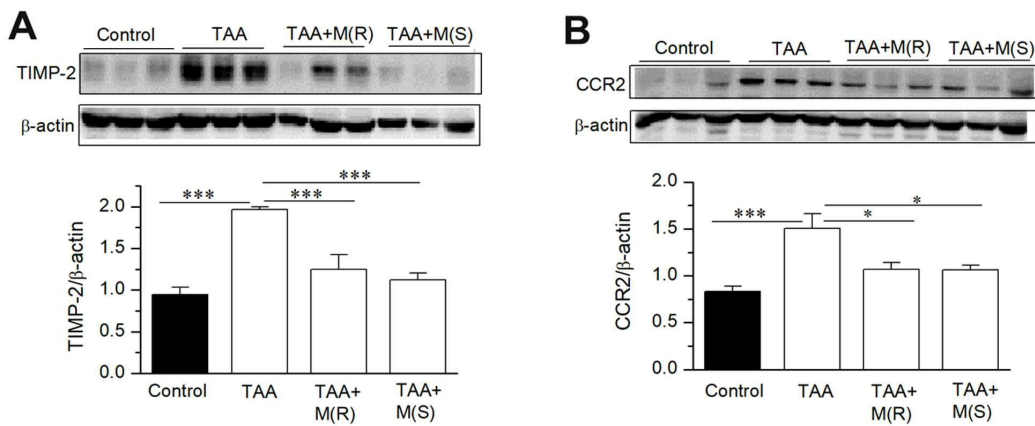 A
Control
TAA
TAA+M(R)
TAA+M(S)
TIMP-2
β-actin
***
***
***
TIMP-2/β-actin
2.0
1.5
1.0
0.5
0.0
Control
TAA
TAA+
M(R)
TAA+
M(S)
B
Control
TAA
TAA+M(R)
TAA+M(S)
CCR2
β-actin
***
*
*
CCR2/β-actin
2.0
1.5
1.0
0.5
0.0
Control
TAA
TAA+
M(R)
TAA+
M(S)